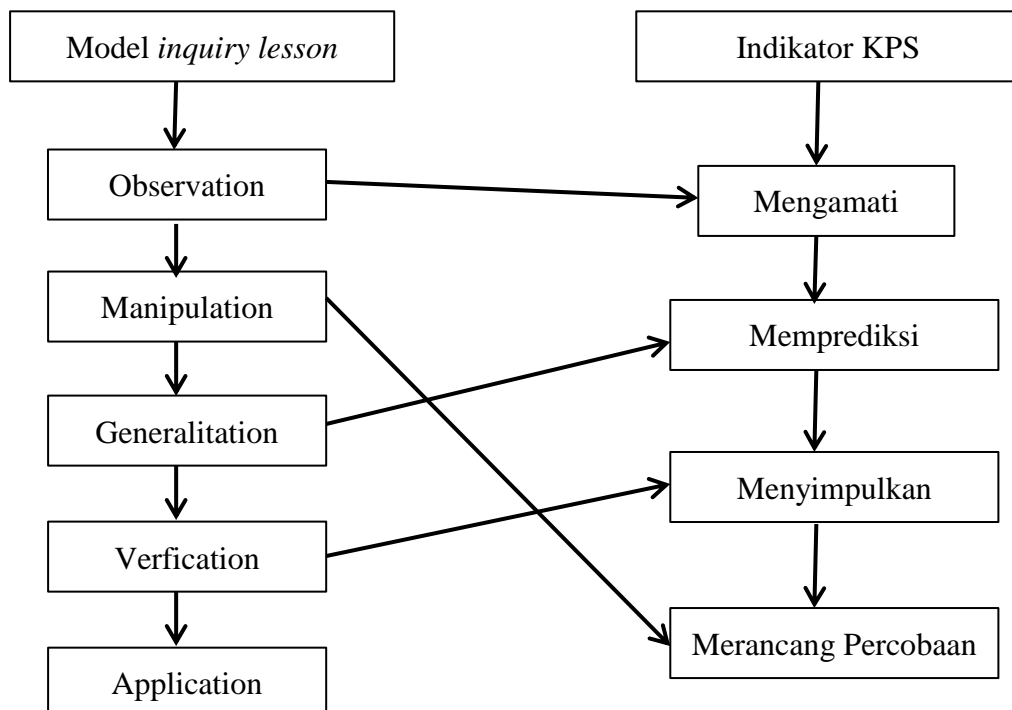 Model inquiry lesson
Indikator KPS
Observation
Mengamati
Manipulation
Memprediksi
Generalitation
Menyimpulkan
Verfication
Merancang Percobaan
Application